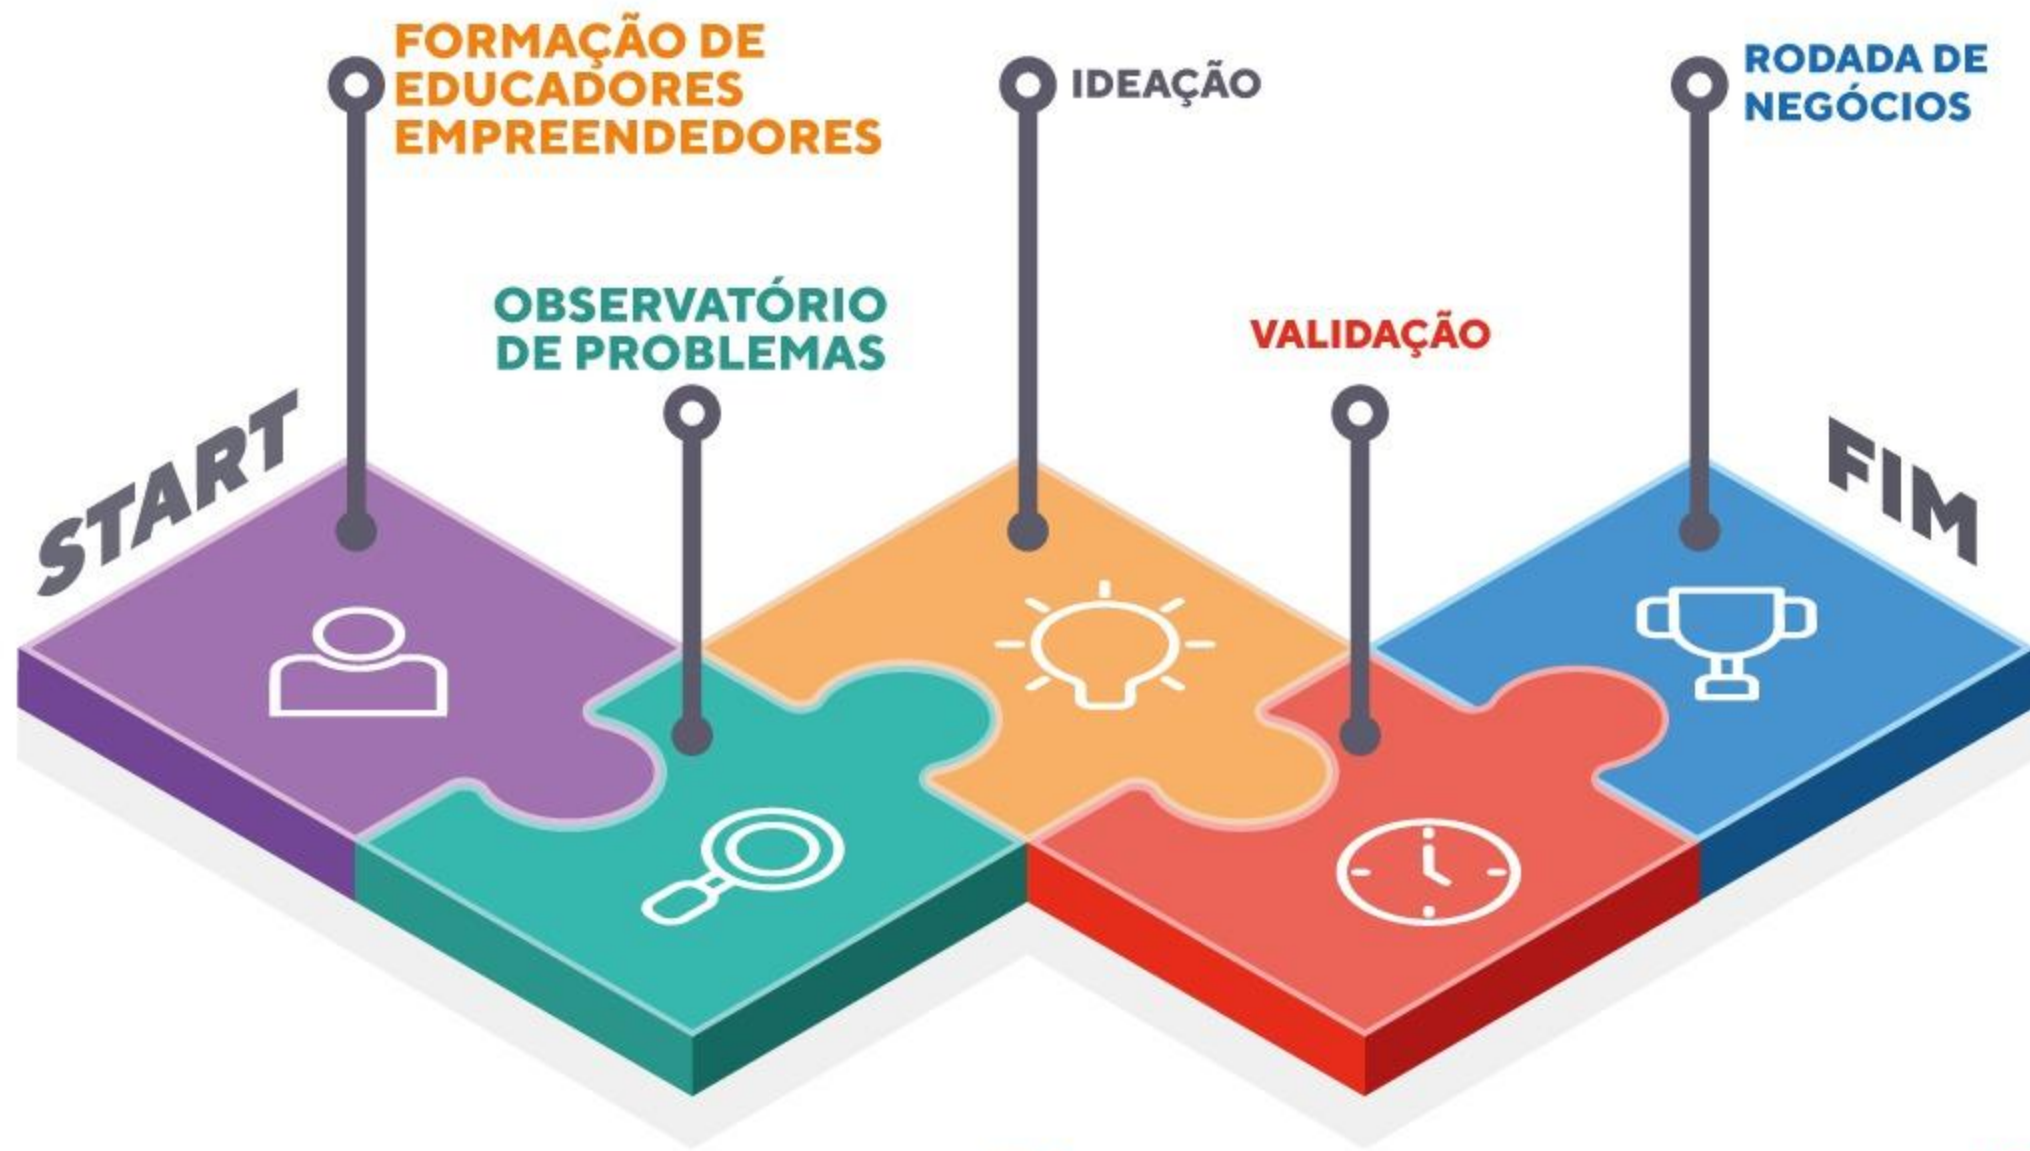 START
FORMAÇÃO DE
EDUCADORES
EMPREENDEDORES
OBSERVATÓRIO
DE PROBLEMAS
IDEAÇÃO
VALIDAÇÃO
RODADA DE
NEGÓCIOS
FIM